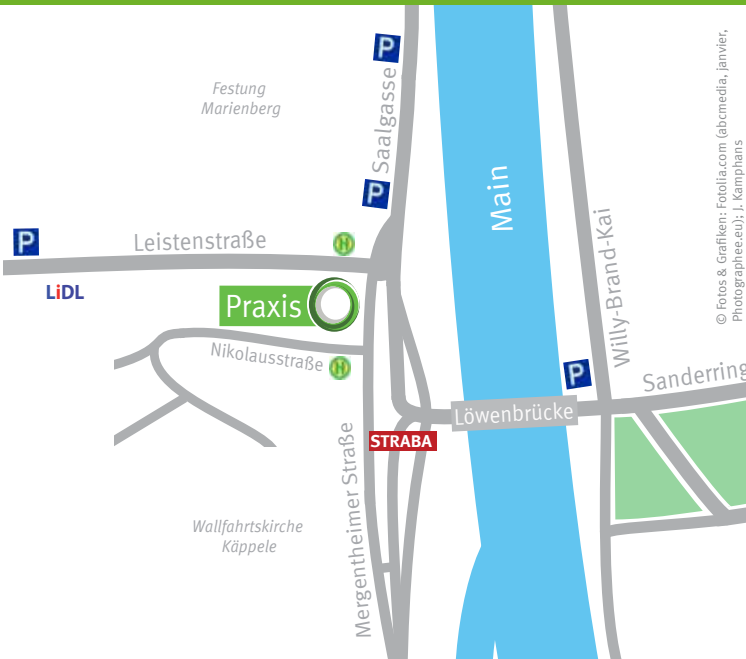 P
Saalgasse
Festung
Marienberg
P
Main
© Fotos & Grafiken: Fotolia.com (abcmedia, janvier,
Photographee.eu); J. Kamphans
P
Leistenstraße
H
LiDL
Praxis
Willy-Brand-Kai
Nikolausstraße
H
P
Sanderring
Löwenbrücke
STRABA
Mergentheimer Straße
Wallfahrtskirche
Käppele